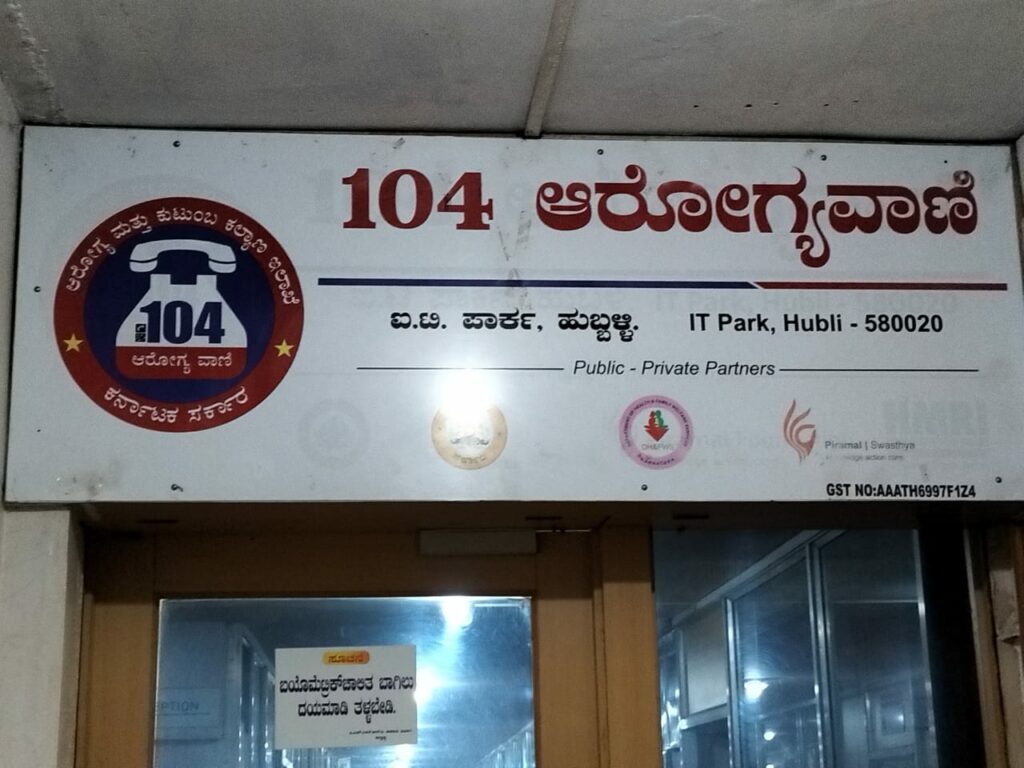 104 ಆರೋಗ್ಯವಾಣಿ
ಆರೋಗ್ಯ ಮತ್ತು ಕುಟುಂಬ ಕಲ್ಯಾಣ ಇಲಾಖೆ
104
ಆರೋಗ್ಯ ವಾಣಿ
ಕರ್ನಾಟಕ ಸರ್ಕಾರ
ಐ.ಟಿ. ಪಾರ್ಕ, ಹುಬ್ಬಳ್ಳಿ. IT Park, Hubli - 580020
Public - Private Partners
Piramal | Swasthya
GST NO:AAATH6997F1Z4
ಸೂಚನೆ
ಬಯೊಮೆಟ್ರಿಕ್‌ಚಾಲಿತ ಬಾಗಿಲು
ದಯಮಾಡಿ ತಳ್ಳಬೇಡಿ.